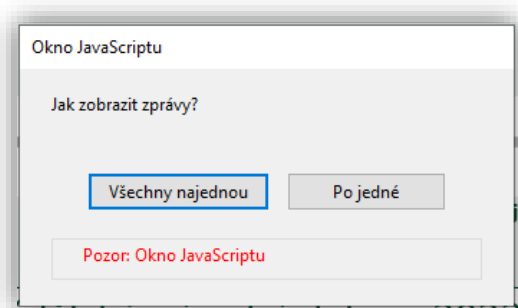 Okno JavaScriptu
Jak zobrazit zprávy?
Všechny najednou
Po jedné
Pozor: Okno JavaScriptu